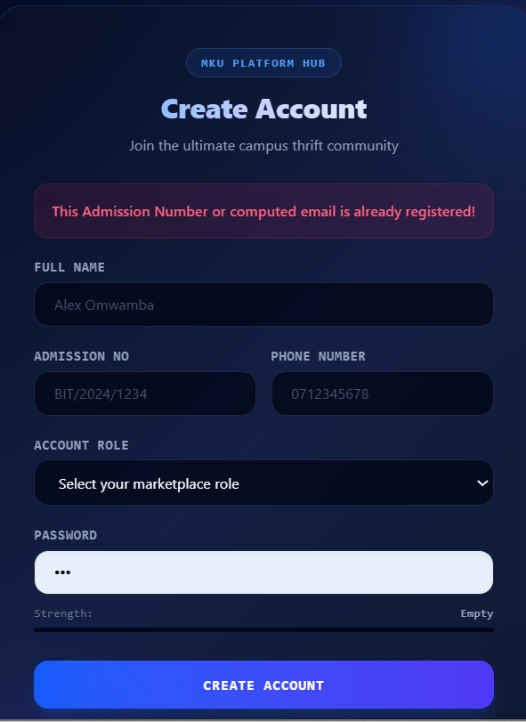 MKU PLATFORM HUB
Create Account
Join the ultimate campus thrift community
This Admission Number or computed email is already registered!
FULL NAME
Alex Omwamba
ADMISSION NO PHONE NUMBER
BIT/2024/1234 0712345678
ACCOUNT ROLE
Select your marketplace role
PASSWORD
•••
Strength: Empty
CREATE ACCOUNT